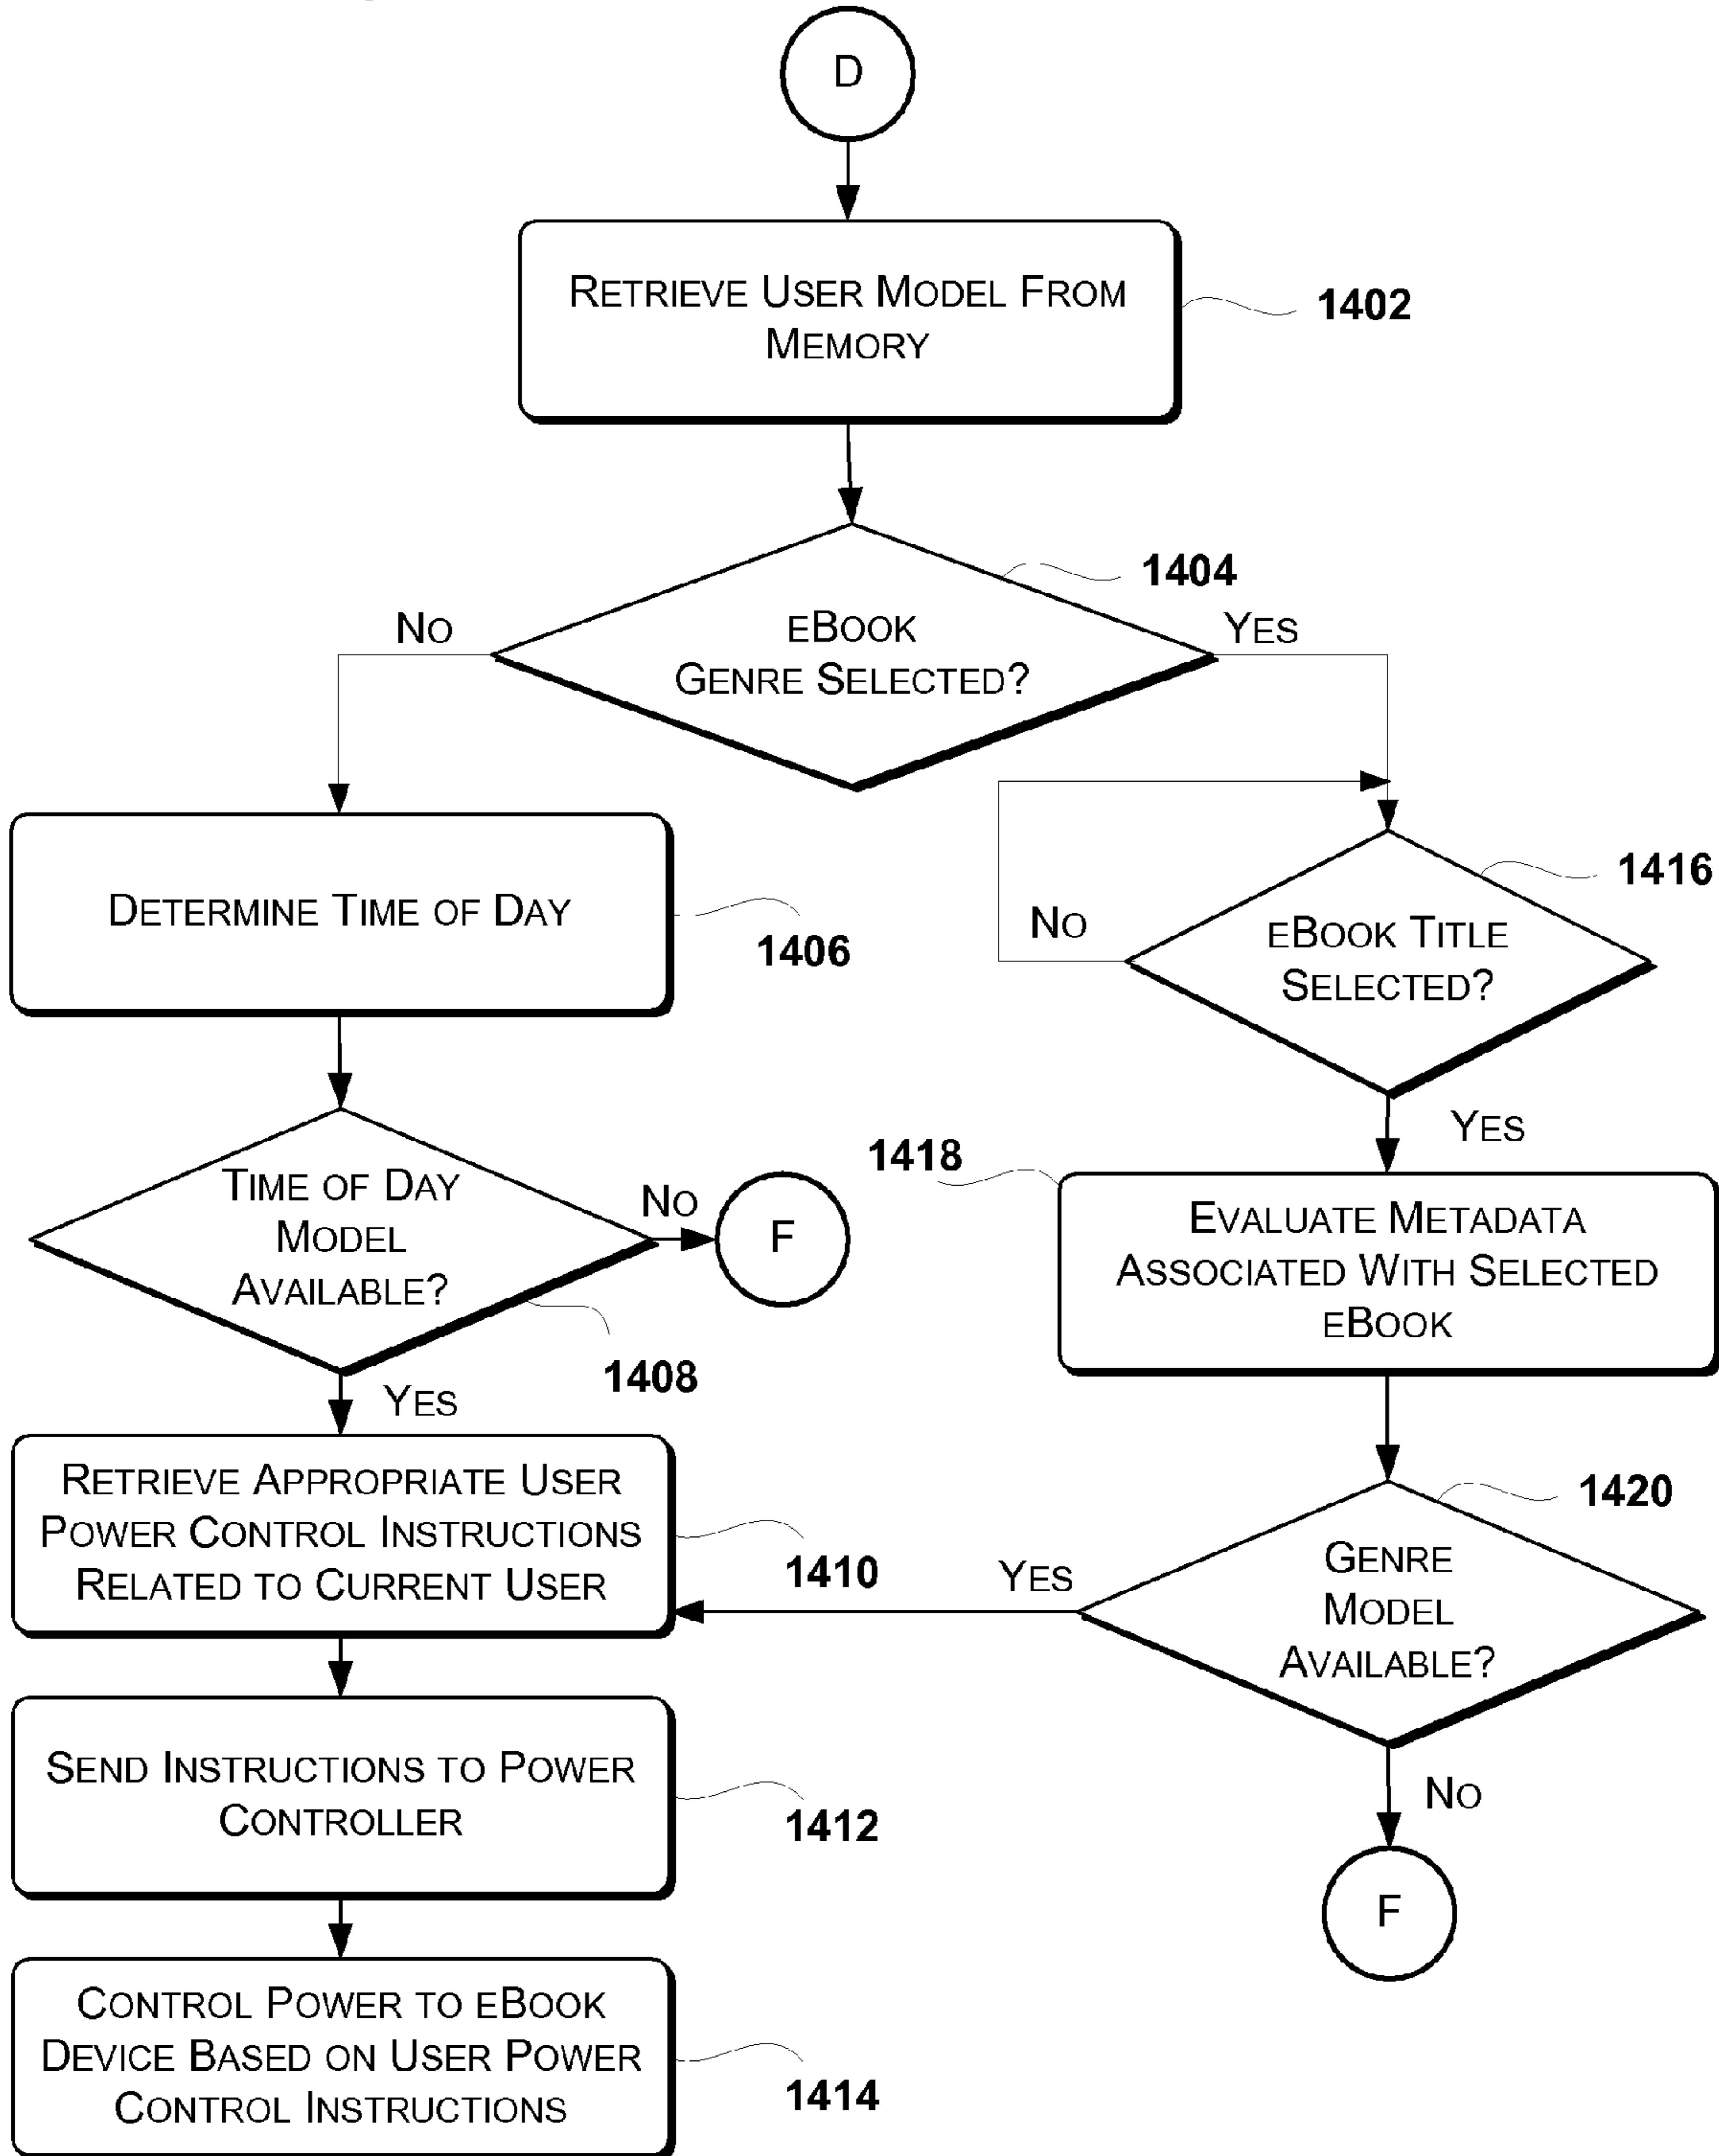 D
RETRIEVE USER MODEL FROM
MEMORY
1402
1404
NO
YES
EBOOK
GENRE SELECTED?
DETERMINE TIME OF DAY
1406
1416
NO
EBOOK TITLE
SELECTED?
YES
TIME OF DAY
MODEL
AVAILABLE?
NO
F
1408
YES
1418
EVALUATE METADATA
ASSOCIATED WITH SELECTED
EBOOK
RETRIEVE APPROPRIATE USER
POWER CONTROL INSTRUCTIONS
RELATED TO CURRENT USER
1410
1420
YES
GENRE
MODEL
AVAILABLE?
NO
F
SEND INSTRUCTIONS TO POWER
CONTROLLER
1412
CONTROL POWER TO EBOOK
DEVICE BASED ON USER POWER
CONTROL INSTRUCTIONS
1414